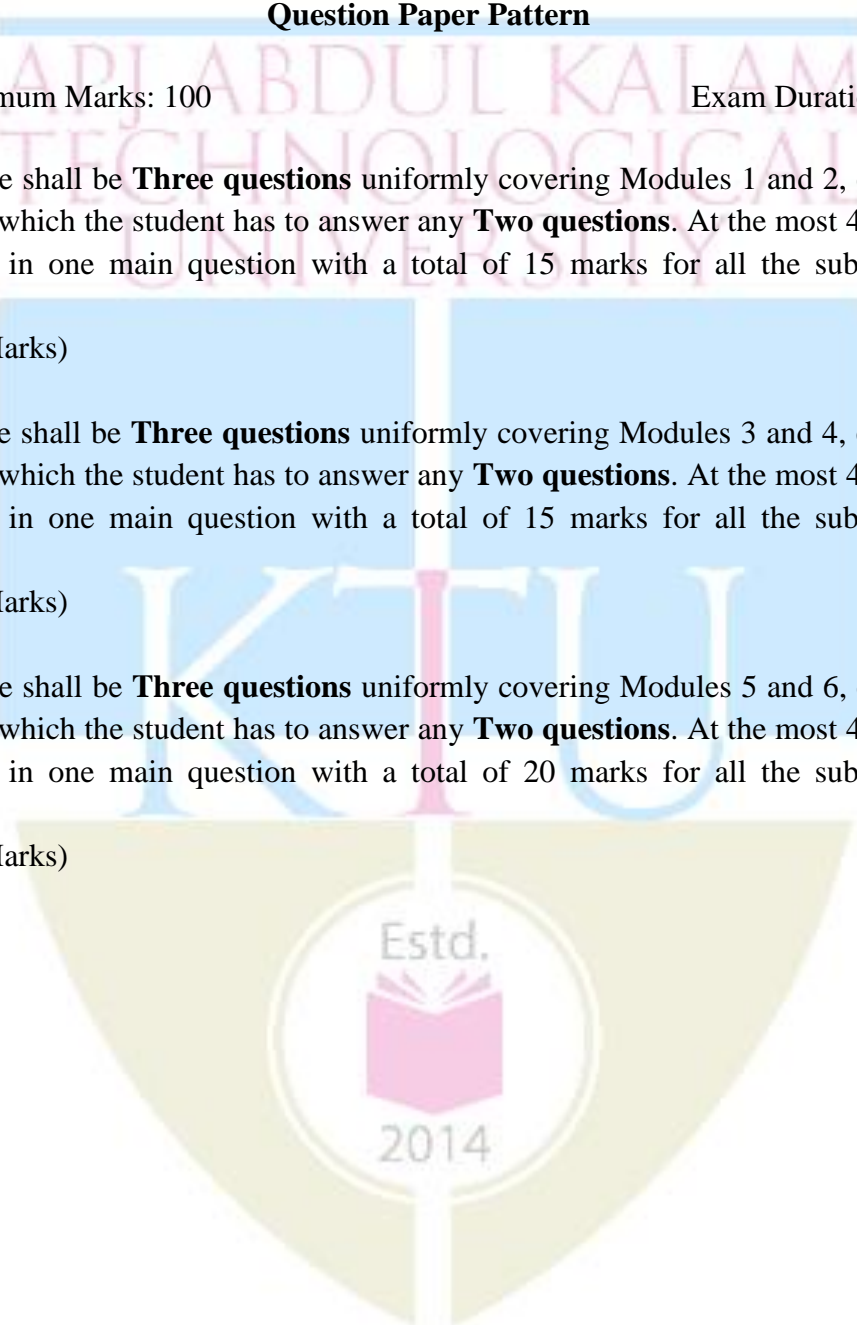 Question Paper Pattern
APJ ABDUL KALAM
mum Marks: 100 Exam Durati
TECHNOLOGICAL
e shall be Three questions uniformly covering Modules 1 and 2,
which the student has to answer any Two questions. At the most 4
UNIVERSITY
in one main question with a total of 15 marks for all the sub
Marks)
e shall be Three questions uniformly covering Modules 3 and 4,
which the student has to answer any Two questions. At the most 4
in one main question with a total of 15 marks for all the sub
KTU
Marks)
e shall be Three questions uniformly covering Modules 5 and 6,
which the student has to answer any Two questions. At the most 4
in one main question with a total of 20 marks for all the sub
Marks)
Estd.
2014